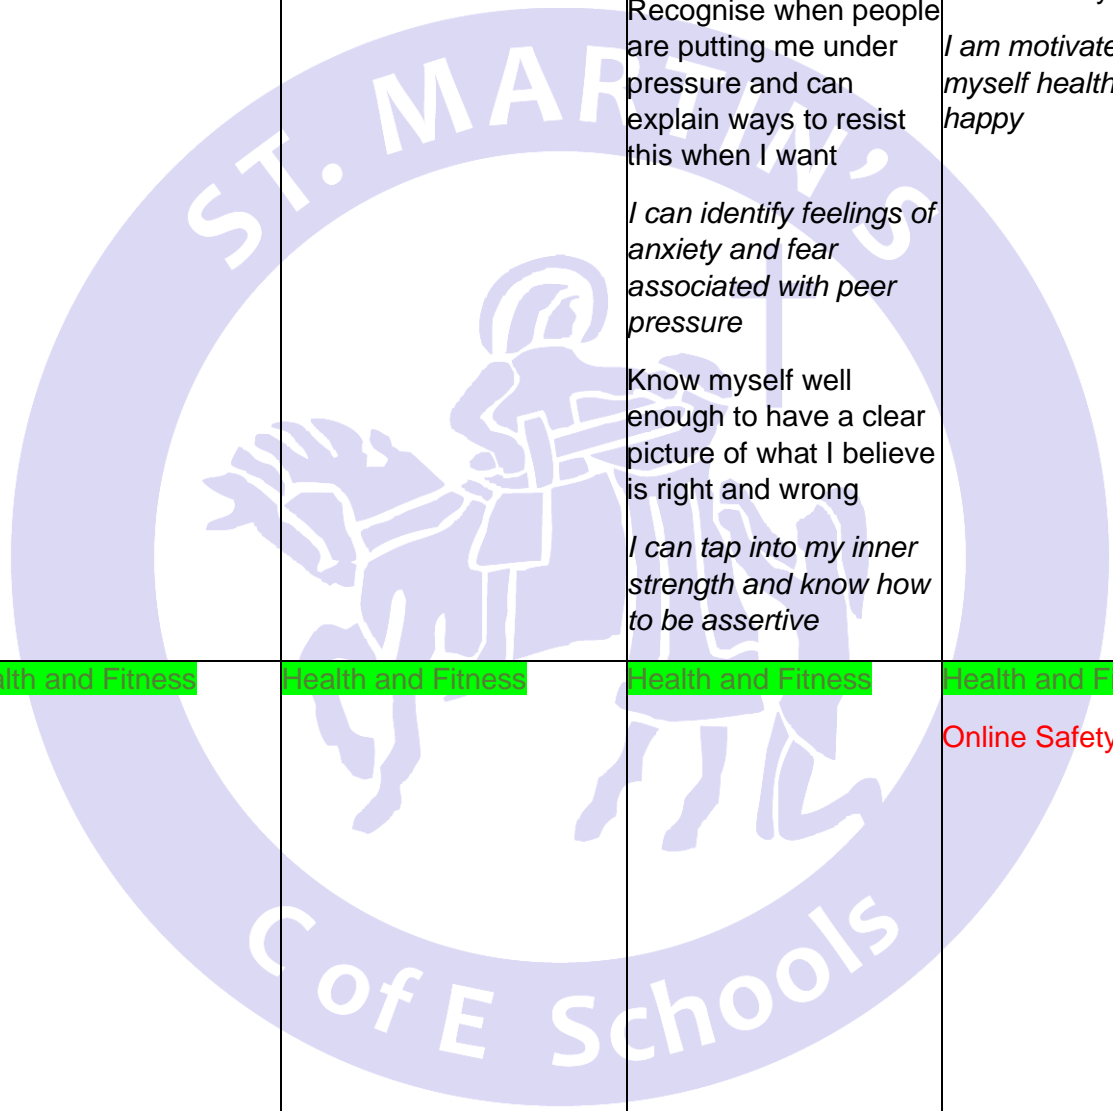 Recognise when people
are putting me under
pressure and can
explain ways to resist
this when I want
I can identify feelings of
anxiety and fear
associated with peer
pressure
Know myself well
enough to have a clear
picture of what I believe
is right and wrong
I can tap into my inner
strength and know how
to be assertive
I am motivate
myself health
happy
alth and Fitness
Health and Fitness
Health and Fitness
Health and Fi
Online Safety
ST. MARTIN'S
C of E Schools